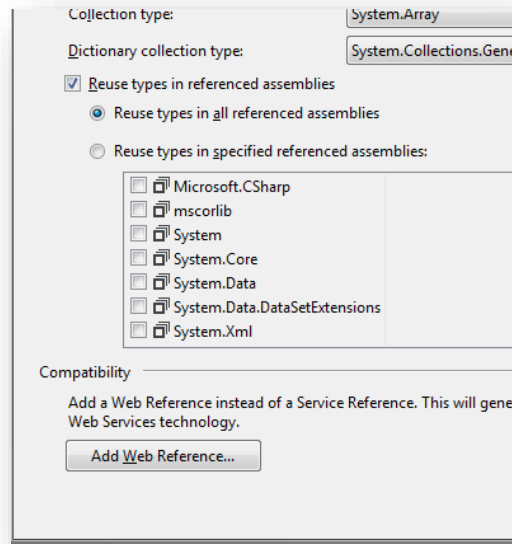 Collection type:
System.Array
Dictionary collection type:
System.Collections.Gene
Reuse types in referenced assemblies
Reuse types in all referenced assemblies
Reuse types in specified referenced assemblies:
Microsoft.CSharp
mscorlib
System
System.Core
System.Data
System.Data.DataSetExtensions
System.Xml
Compatibility
Add a Web Reference instead of a Service Reference. This will gene
Web Services technology.
Add Web Reference...